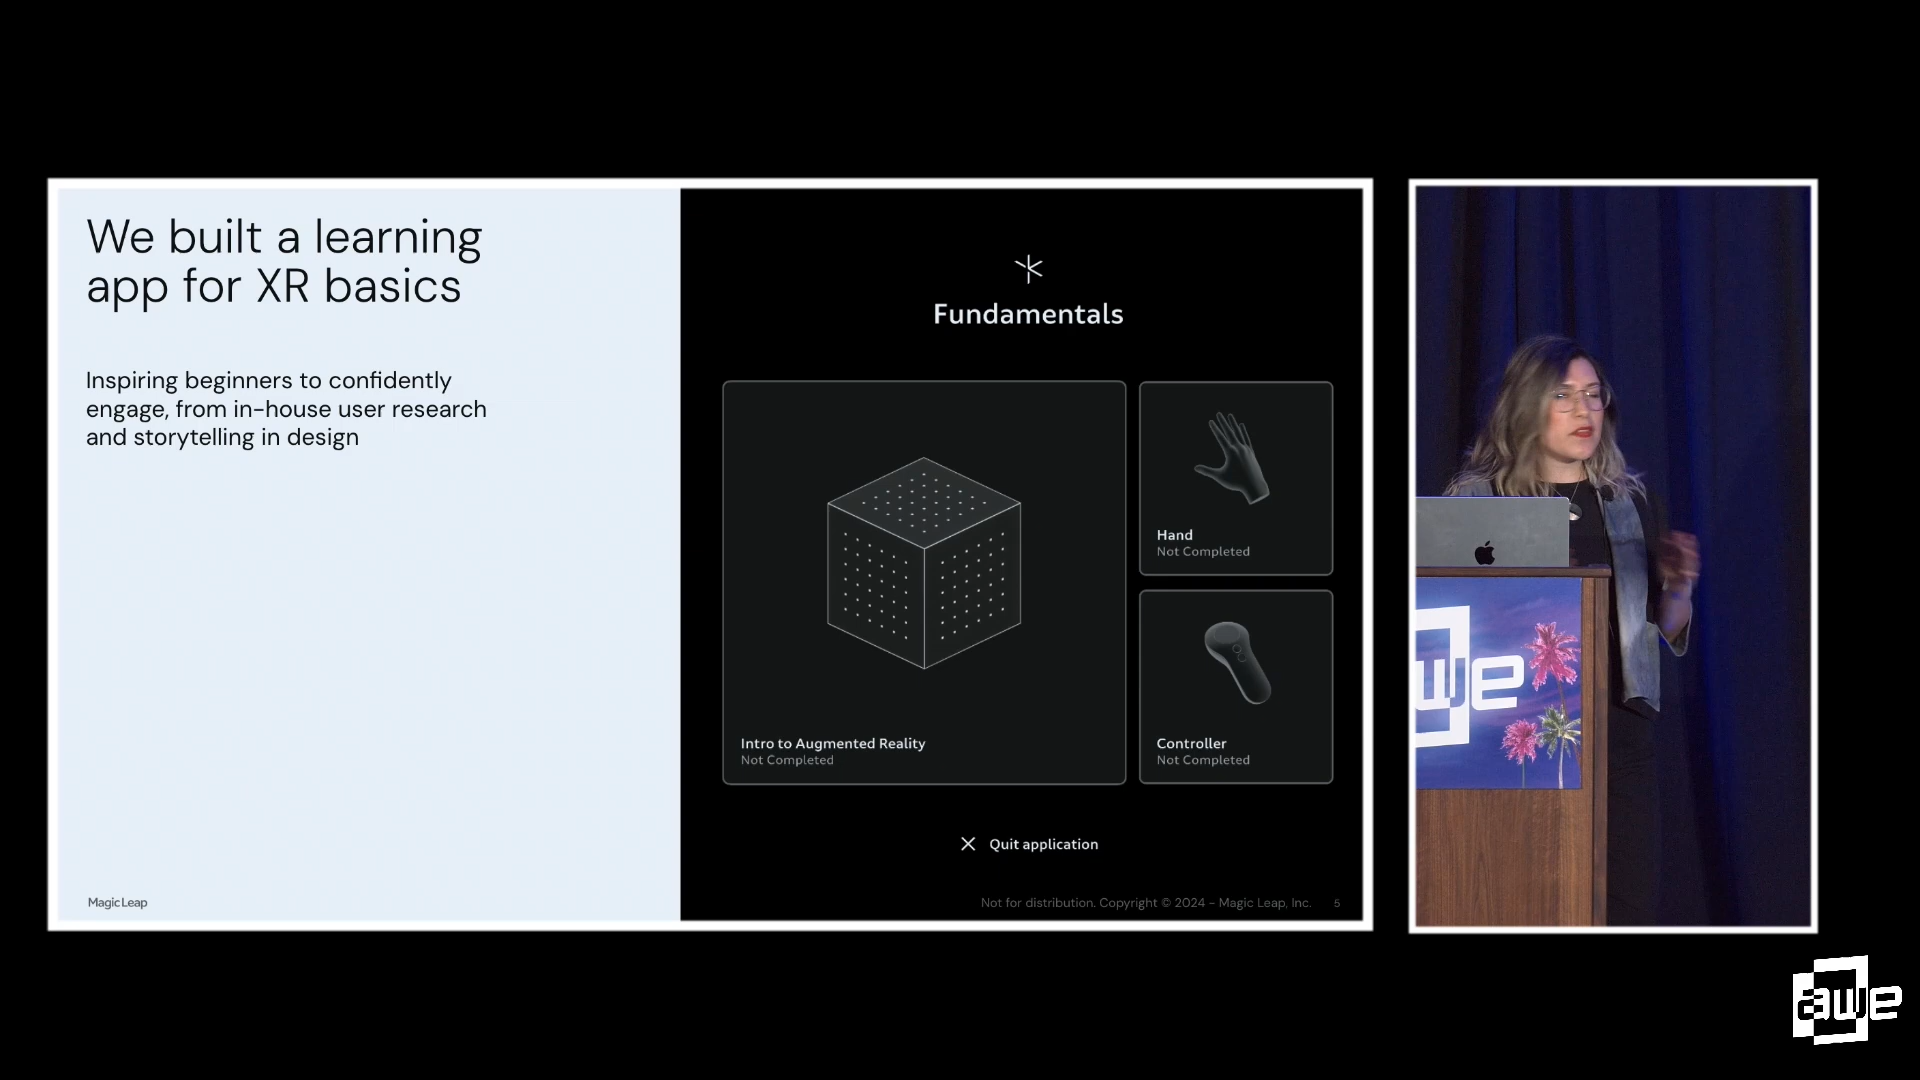 We built a learning
app for XR basics
Inspiring beginners to confidently
engage, from in-house user research
and storytelling in design
Magic Leap
Fundamentals
Intro to Augmented Reality
Not Completed
Hand
Not Completed
Controller
Not Completed
Quit application
Not for distribution. Copyright © 2024 - Magic Leap, Inc. 5
awe
awe